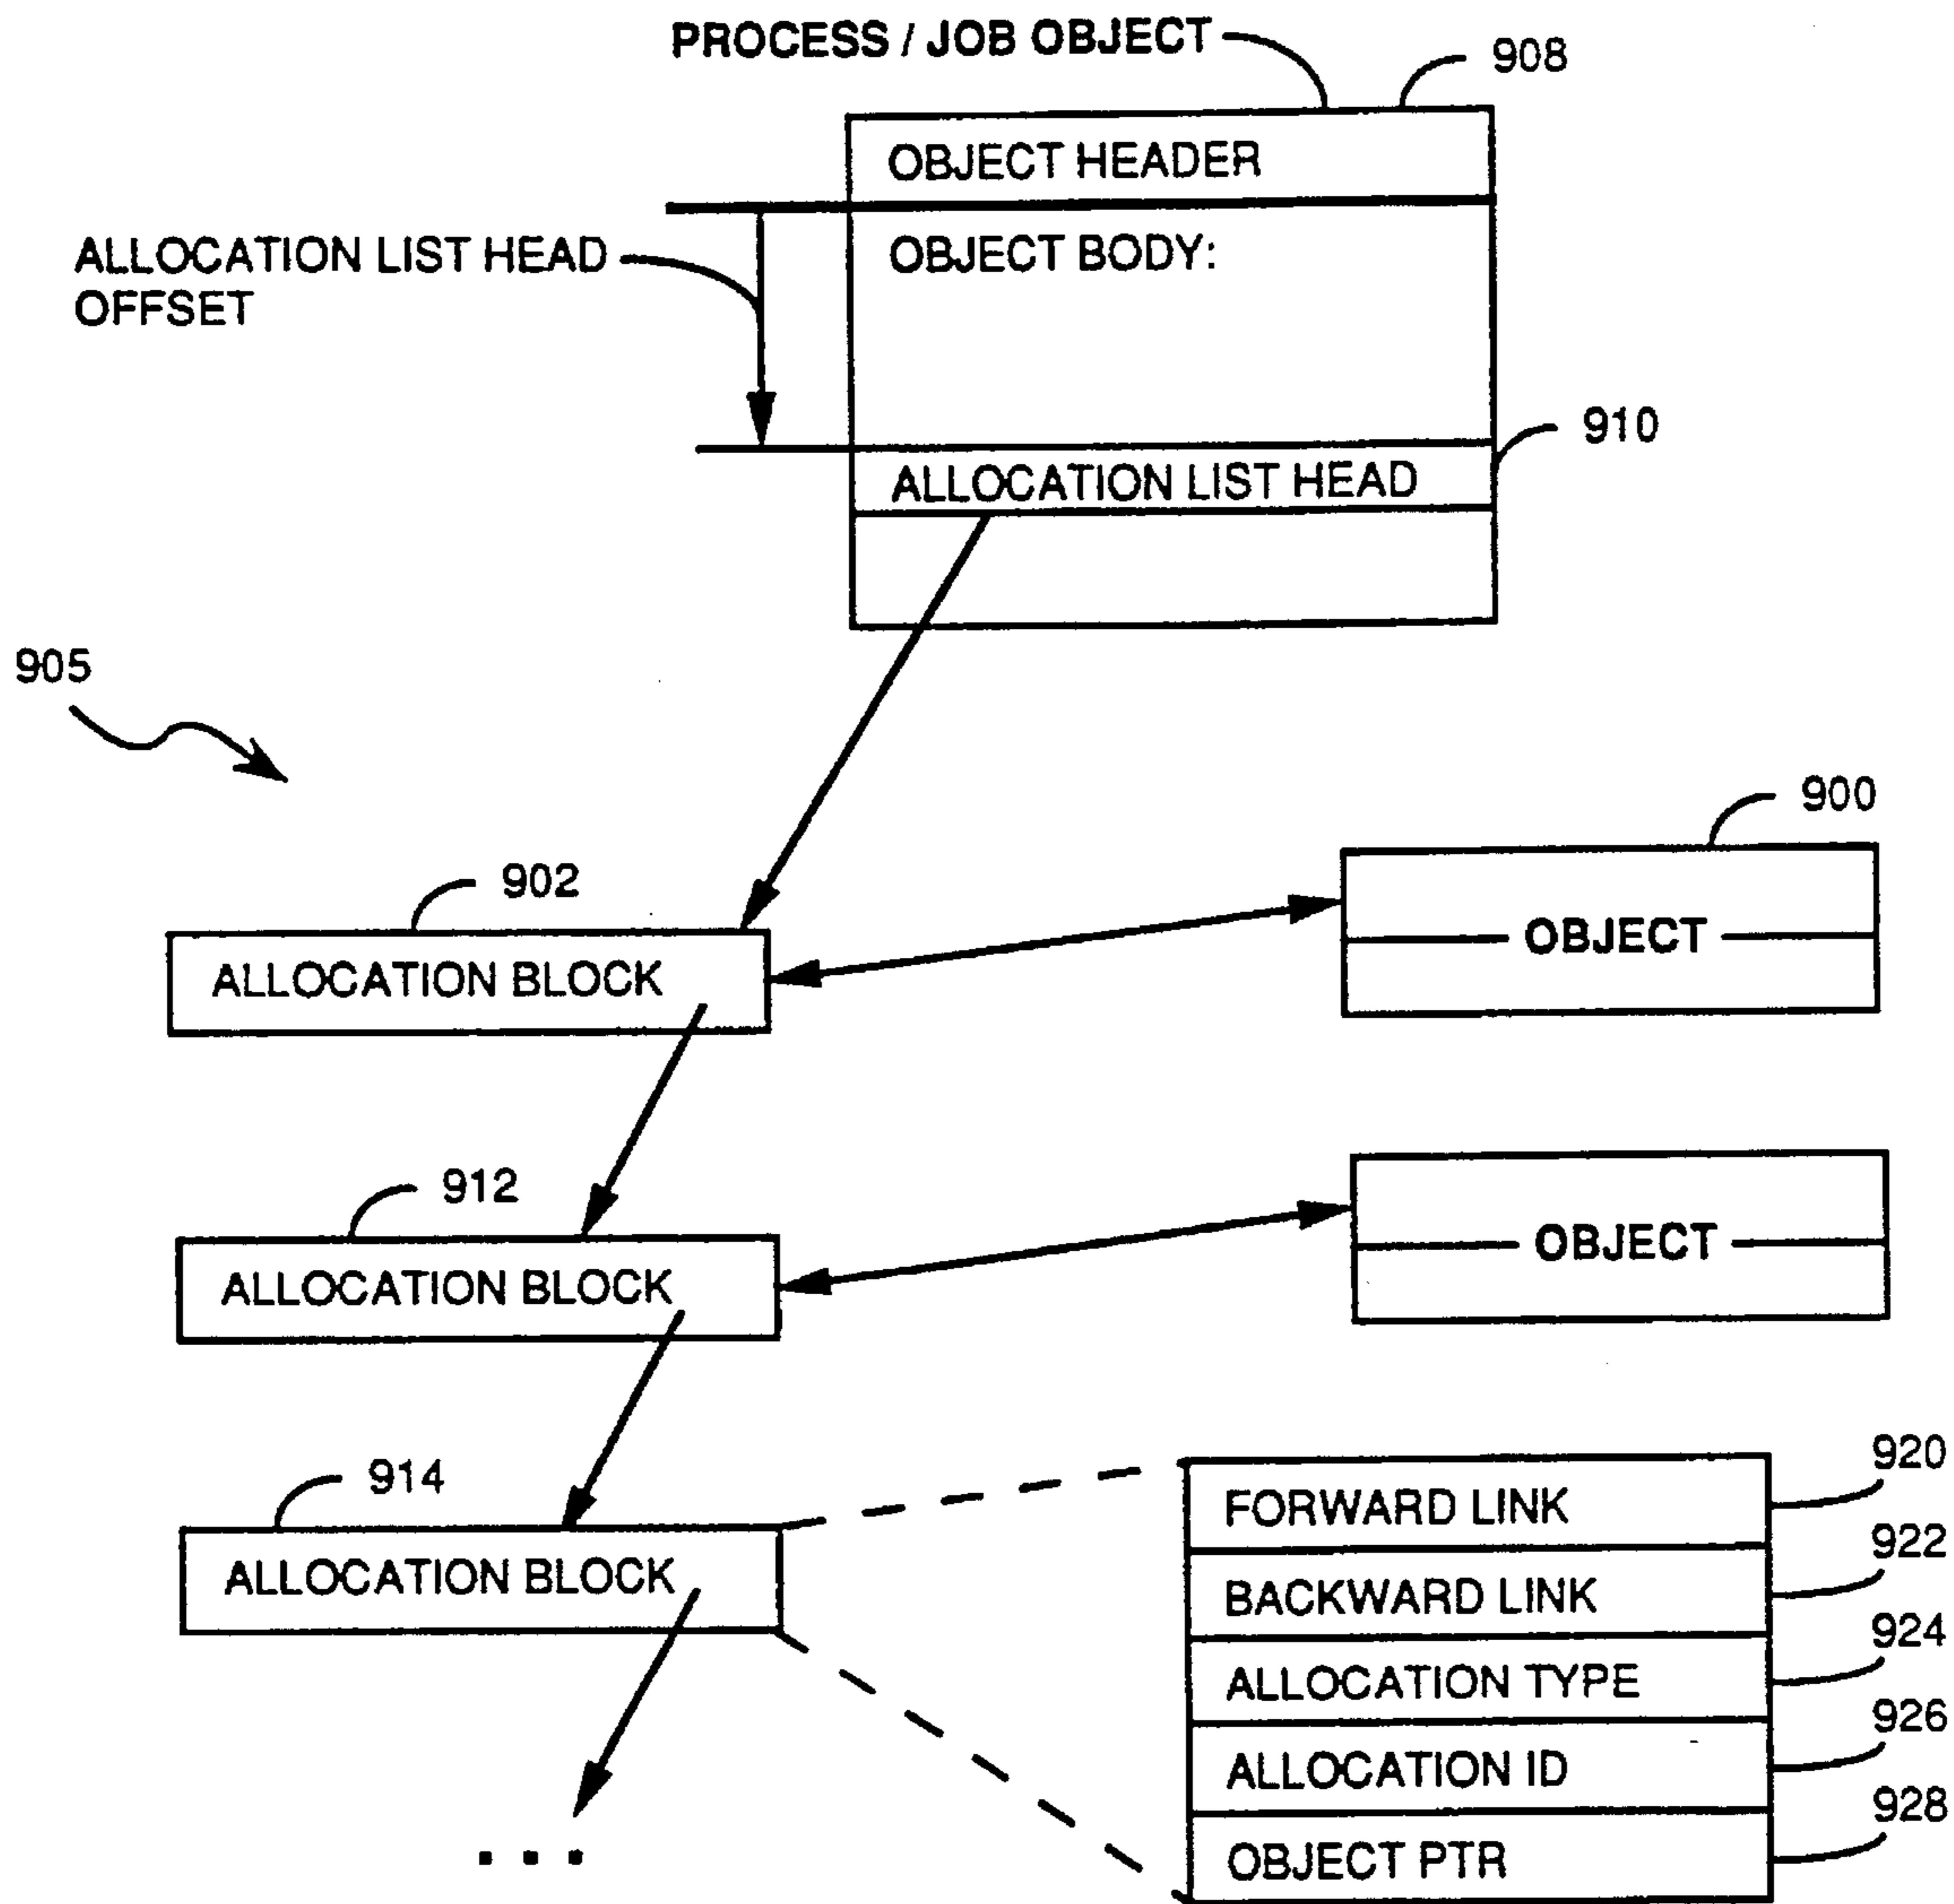 PROCESS / JOB OBJECT
908
OBJECT HEADER
ALLOCATION LIST HEAD
OFFSET
OBJECT BODY:
910
ALLOCATION LIST HEAD
905
900
902
OBJECT
ALLOCATION BLOCK
912
OBJECT
ALLOCATION BLOCK
914
ALLOCATION BLOCK
920
FORWARD LINK
922
BACKWARD LINK
924
ALLOCATION TYPE
926
ALLOCATION ID
928
OBJECT PTR
. . .